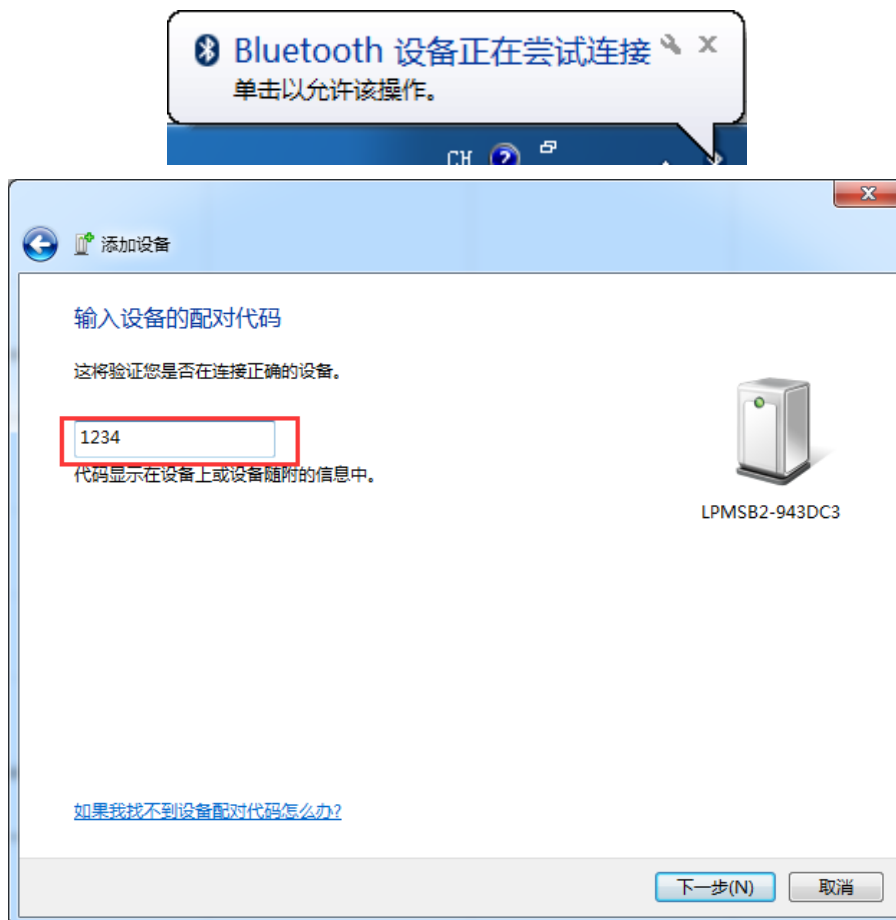 Bluetooth 设备正在尝试连接
单击以允许该操作。
CH
添加设备
输入设备的配对代码
这将验证您是否在连接正确的设备。
1234
代码显示在设备上或设备随附的信息中。
LPMSB2-943DC3
如果我找不到设备配对代码怎么办?
下一步(N) 取消